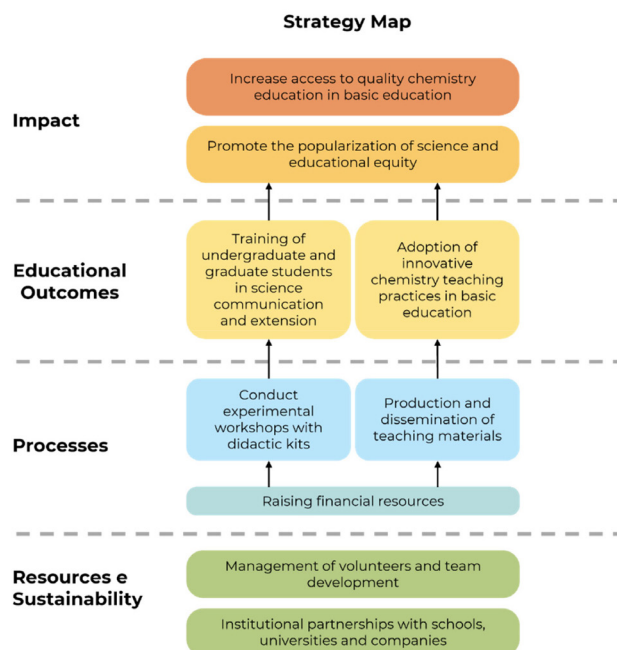 Strategy Map
Impact
Increase access to quality chemistry
education in basic education
Promote the popularization of science and
educational equity
Educational
Outcomes
Training of
undergraduate and
graduate students
in science
communication
and extension
Adoption of
innovative
chemistry teaching
practices in basic
education
Processes
Conduct
experimental
workshops with
didactic kits
Production and
dissemination of
teaching materials
Raising financial resources
Resources e
Sustainability
Management of volunteers and team
development
Institutional partnerships with schools,
universities and companies